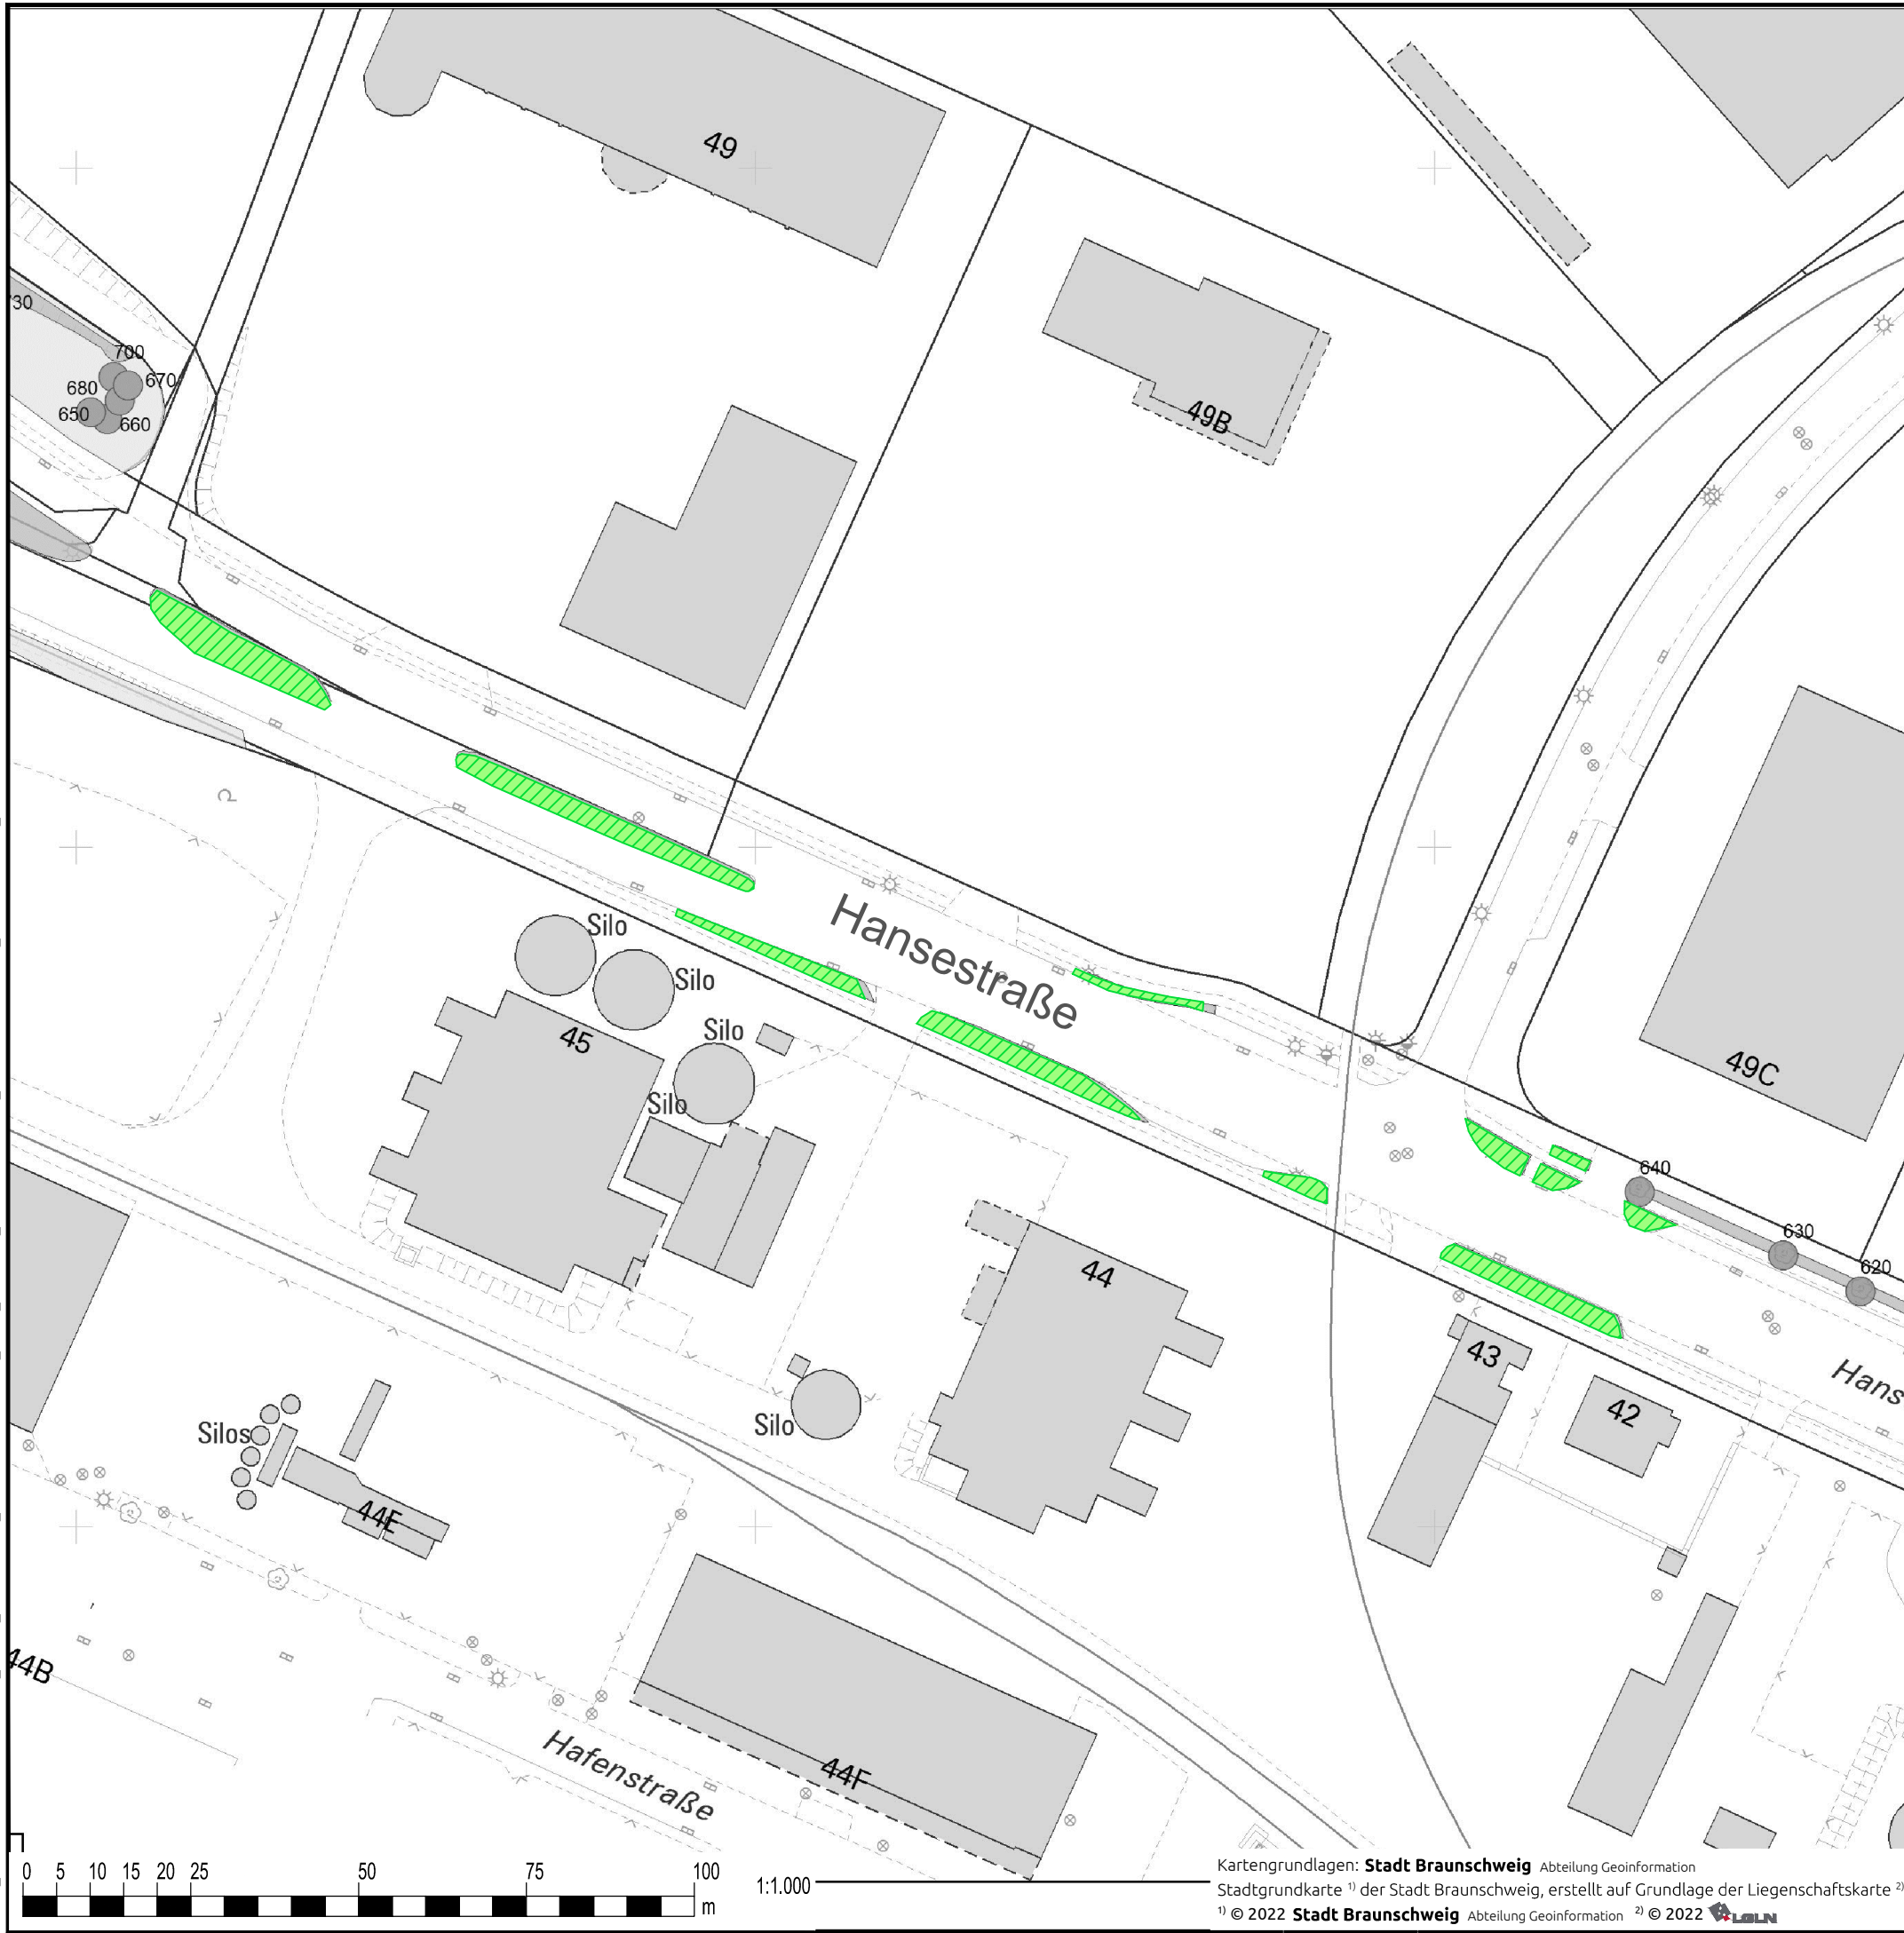 49
730
700
680
670
650
660
49B
Silo
Silo
Hansestraße
45
Silo
Silo
49C
640
630
620
44
43
42
Hans
Silo
Silos
44E
44B
Hafenstraße
44F
0 5 10 15 20 25 50 75 100
m
1:1.000
Kartengrundlagen: Stadt Braunschweig Abteilung Geoinformation
Stadtgrundkarte 1) der Stadt Braunschweig, erstellt auf Grundlage der Liegenschaftskarte 2)
1) © 2022 Stadt Braunschweig Abteilung Geoinformation 2) © 2022 LGLN